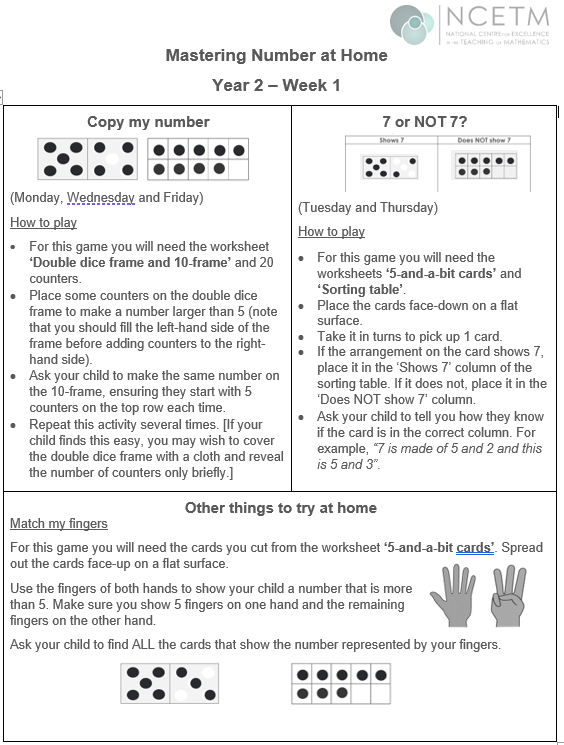 NCETM
NATIONAL CENTRE FOR EXCELLENCE
IN THE TEACHING OF MATHEMATICS
Mastering Number at Home
Year 2 – Week 1
Copy my number
(Monday, Wednesday and Friday)
How to play
• For this game you will need the worksheet
‘Double dice frame and 10-frame’ and 20
counters.
• Place some counters on the double dice
frame to make a number larger than 5 (note
that you should fill the left-hand side of the
frame before adding counters to the right-
hand side).
• Ask your child to make the same number on
the 10-frame, ensuring they start with 5
counters on the top row each time.
• Repeat this activity several times. [If your
child finds this easy, you may wish to cover
the double dice frame with a cloth and reveal
the number of counters only briefly.]
7 or NOT 7?
Shows 7 Does NOT show 7
(Tuesday and Thursday)
How to play
• For this game you will need the
worksheets ‘5-and-a-bit cards’ and
‘Sorting table’.
• Place the cards face-down on a flat
surface.
• Take it in turns to pick up 1 card.
• If the arrangement on the card shows 7,
place it in the ‘Shows 7’ column of the
sorting table. If it does not, place it in the
‘Does NOT show 7’ column.
• Ask your child to tell you how they know
if the card is in the correct column. For
example, “7 is made of 5 and 2 and this
is 5 and 3”.
Other things to try at home
Match my fingers
For this game you will need the cards you cut from the worksheet ‘5-and-a-bit cards’. Spread
out the cards face-up on a flat surface.
Use the fingers of both hands to show your child a number that is more
than 5. Make sure you show 5 fingers on one hand and the remaining
fingers on the other hand.
Ask your child to find ALL the cards that show the number represented by your fingers.